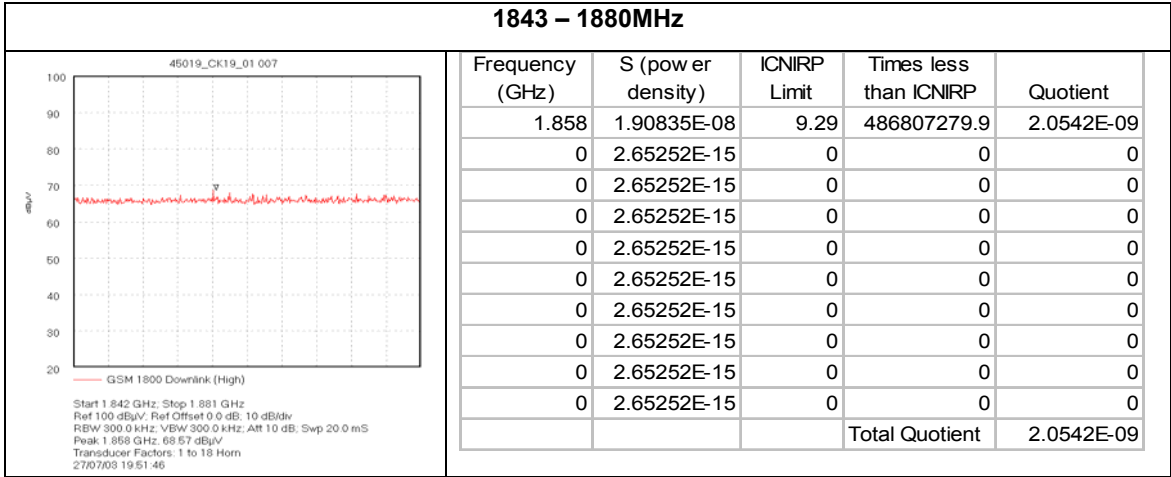 1843 – 1880MHz
45019_CK19_01 007
100
90
80
70
60
50
40
30
20
dBµV
GSM 1800 Downlink (High)
Start 1.842 GHz; Stop 1.881 GHz
Ref 100 dBµV; Ref Offset 0.0 dB; 10 dB/div
RBW 300.0 kHz; VBW 300.0 kHz; Att 10 dB; Swp 20.0 mS
Peak 1.858 GHz, 68.57 dBµV
Transducer Factors: 1 to 18 Horn
27/07/03 19:51:46
Frequency (GHz) S (pow er density) ICNIRP Limit Times less than ICNIRP Quotient
1.858 1.90835E-08 9.29 486807279.9 2.0542E-09
0 2.65252E-15 0 0 0
0 2.65252E-15 0 0 0
0 2.65252E-15 0 0 0
0 2.65252E-15 0 0 0
0 2.65252E-15 0 0 0
0 2.65252E-15 0 0 0
0 2.65252E-15 0 0 0
0 2.65252E-15 0 0 0
0 2.65252E-15 0 0 0
Total Quotient 2.0542E-09